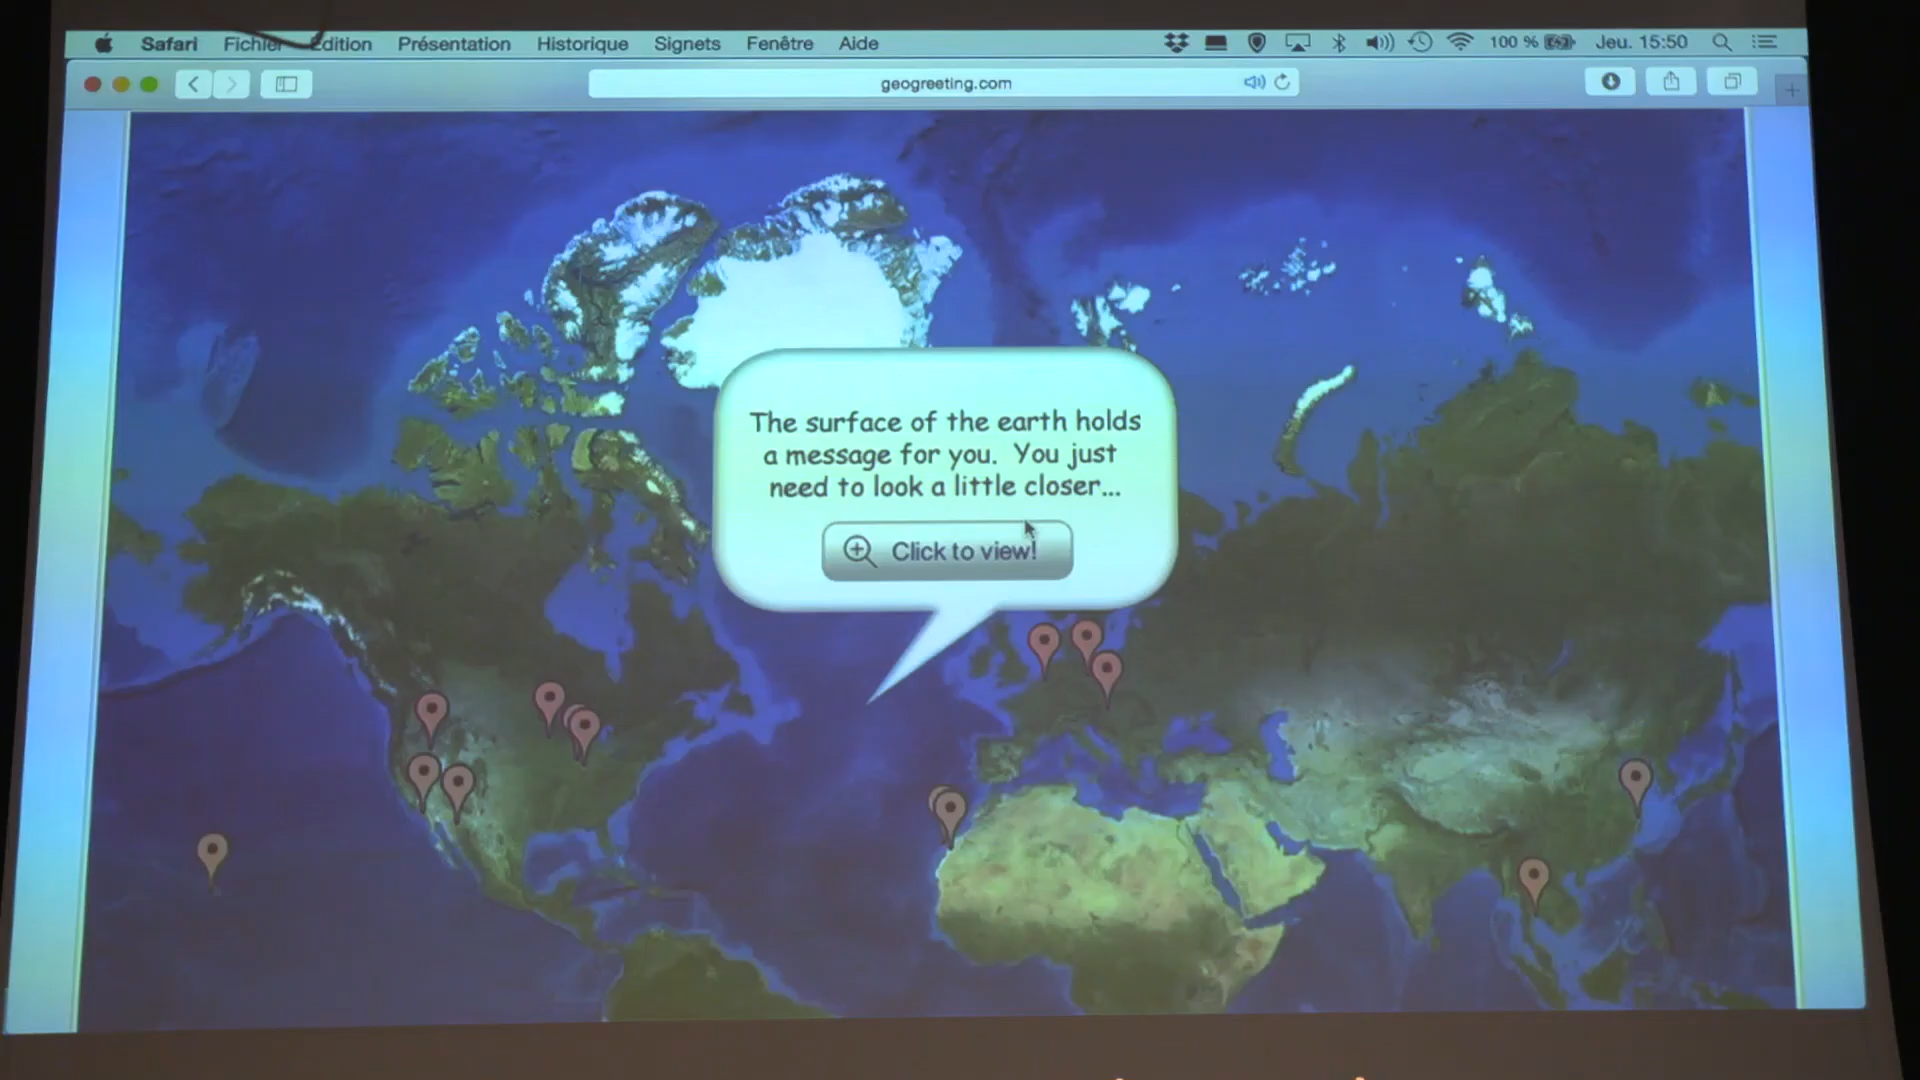 Safari Fichier Edition Présentation Historique Signets Fenêtre Aide 100 % Jeu. 15:50
geogreeting.com
The surface of the earth holds
a message for you. You just
need to look a little closer...
Click to view!